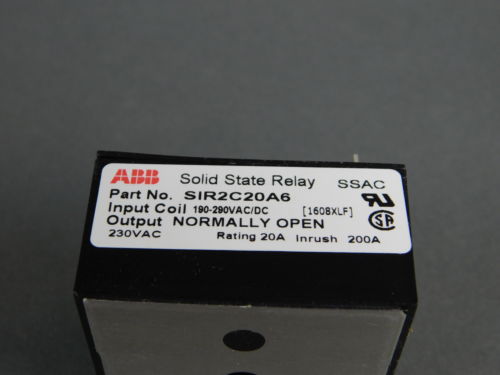 ABB Solid State Relay SSAC
Part No. SIR2C20A6
Input Coil 190-290VAC/DC [1608XLF]
Output NORMALLY OPEN
230VAC Rating 20A Inrush 200A